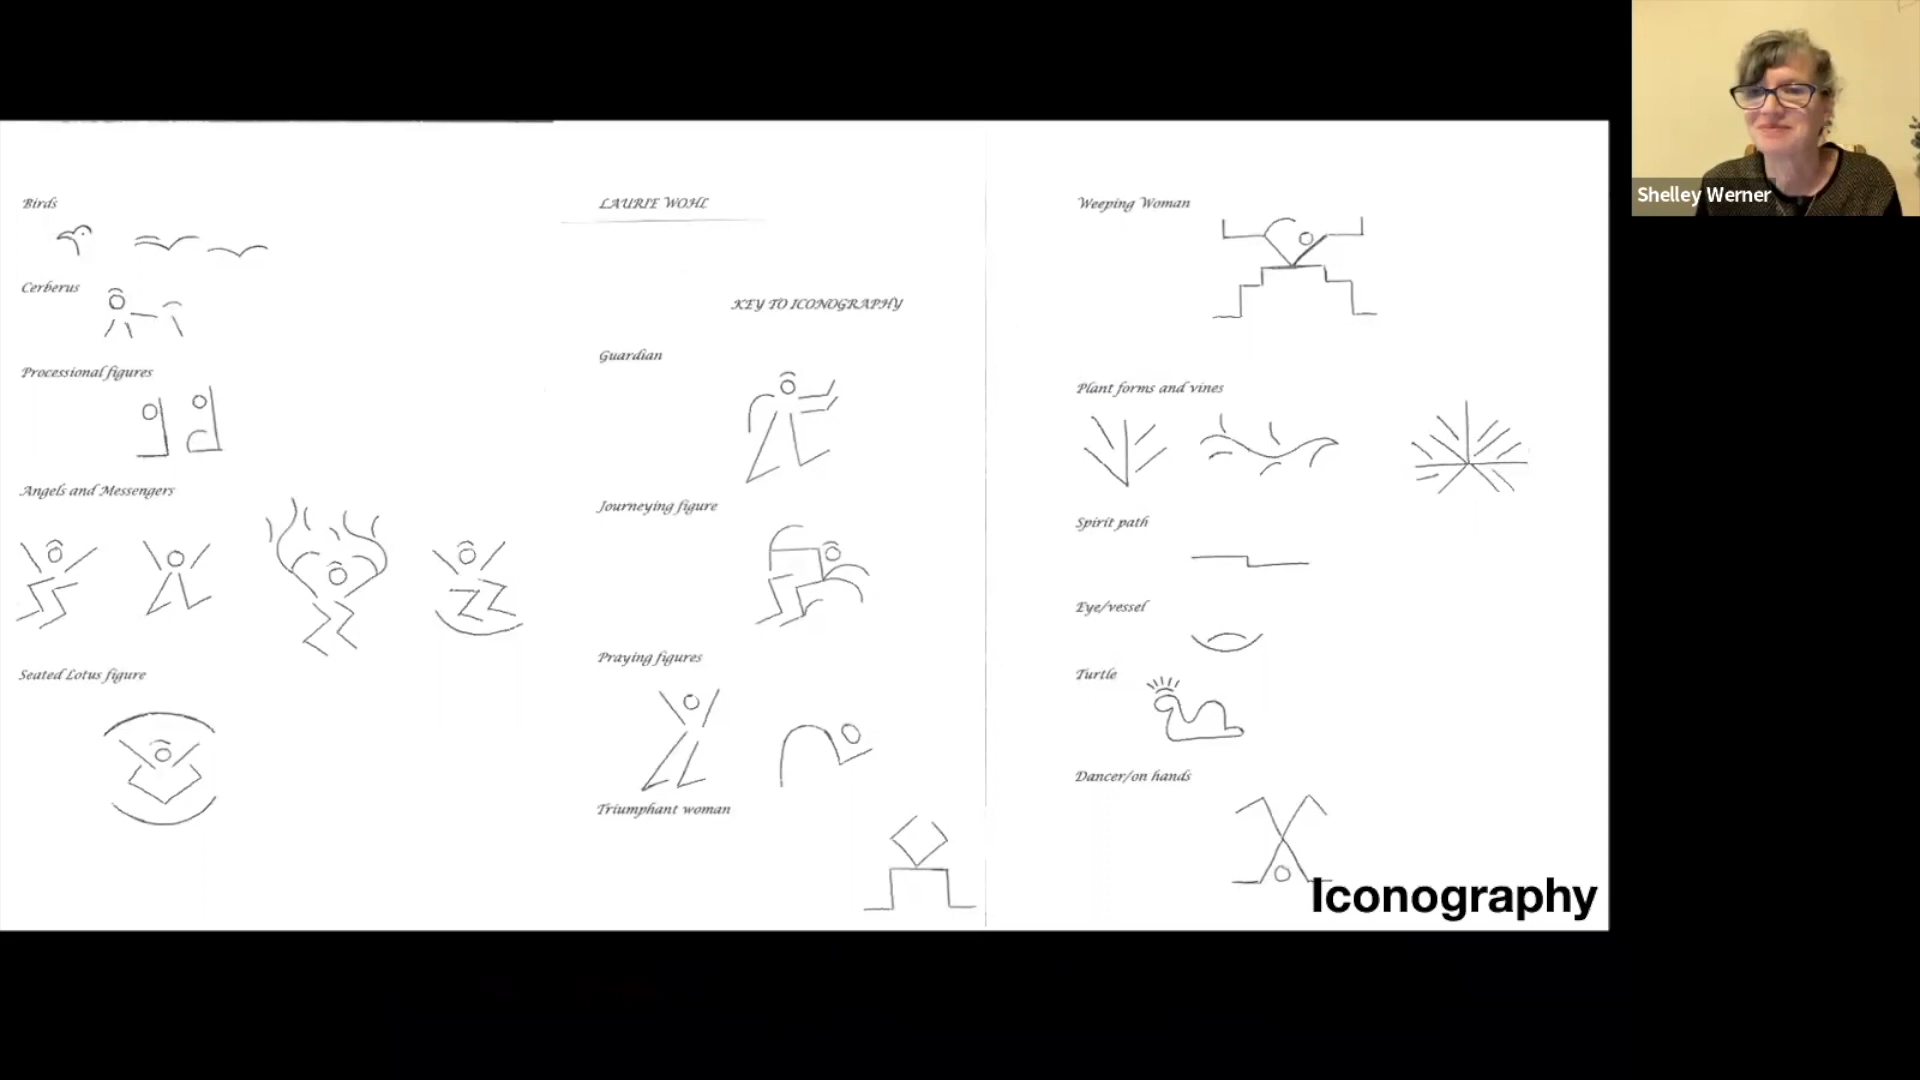 Birds
Cerberus
Processional figures
Angels and Messengers
Seated Lotus figure
LAURIE WOHL
KEY TO ICONOGRAPHY
Guardian
Journeying figure
Praying figures
Triumphant woman
Weeping Woman
Plant forms and vines
Spirit path
Eye/vessel
Turtle
Dancer/on hands
Iconography
Shelley Werner